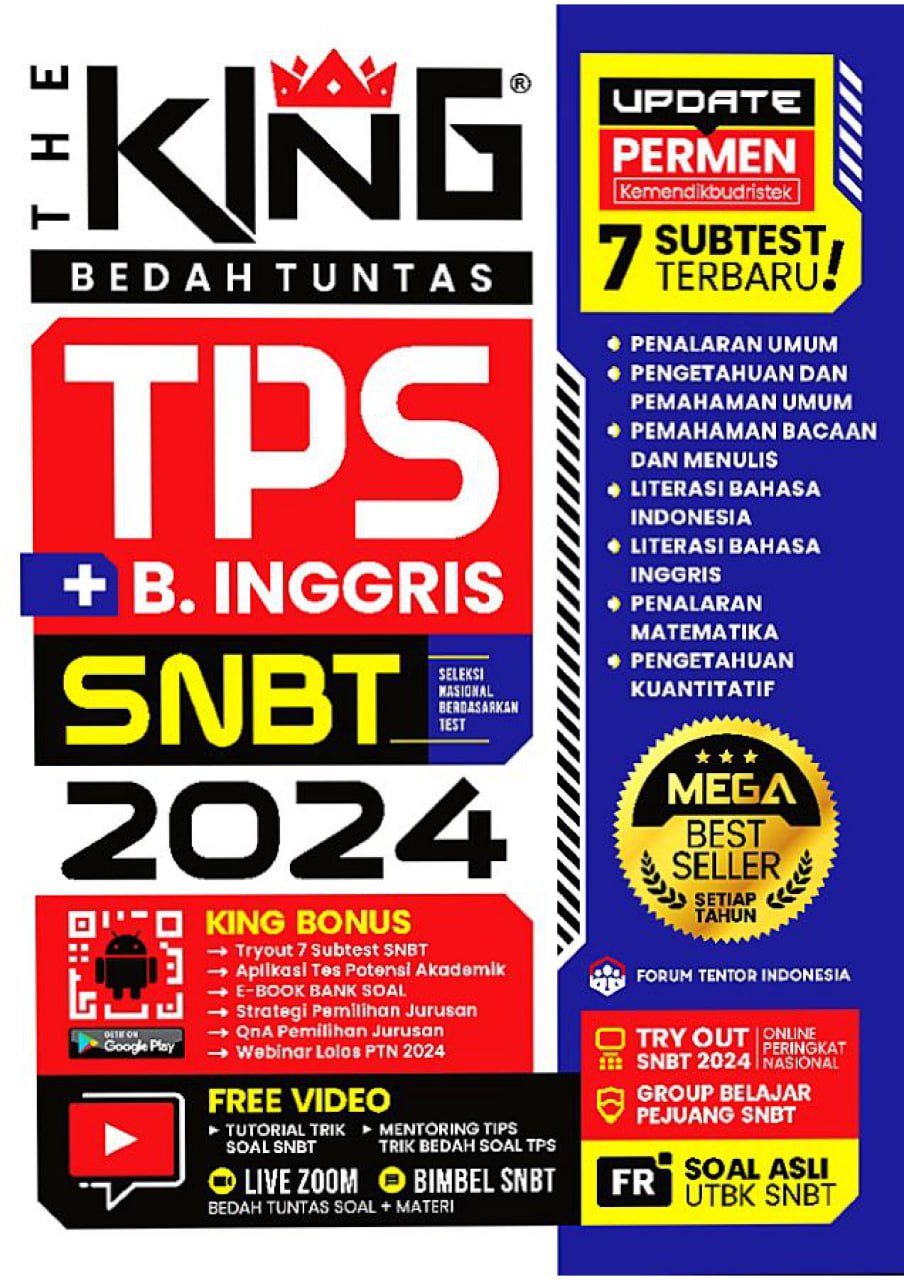 THE
KING®
BEDAH TUNTAS
TPS
+ B. INGGRIS
SNBT
SELEKSI
NASIONAL
BERDASARKAN
TEST
2024
KING BONUS
→ Tryout 7 Subtest SNBT
→ Aplikasi Tes Potensi Akademik
→ E-BOOK BANK SOAL
→ Strategi Pemilihan Jurusan
→ QnA Pemilihan Jurusan
→ Webinar Lolos PTN 2024
GET IT ON
Google Play
FREE VIDEO
TUTORIAL TRIK
SOAL SNBT
MENTORING TIPS
TRIK BEDAH SOAL TPS
LIVE ZOOM
BIMBEL SNBT
BEDAH TUNTAS SOAL + MATERI
UPDATE
PERMEN
Kemendikbudristek
7 SUBTEST
TERBARU!
PENALARAN UMUM
PENGETAHUAN DAN
PEMAHAMAN UMUM
PEMAHAMAN BACAAN
DAN MENULIS
LITERASI BAHASA
INDONESIA
LITERASI BAHASA
INGGRIS
PENALARAN
MATEMATIKA
PENGETAHUAN
KUANTITATIF
MEGA
BEST
SELLER
SETIAP
TAHUN
FORUM TENTOR INDONESIA
TRY OUT
SNBT 2024
ONLINE
PERINGKAT
NASIONAL
GROUP BELAJAR
PEJUANG SNBT
FR
SOAL ASLI
UTBK SNBT